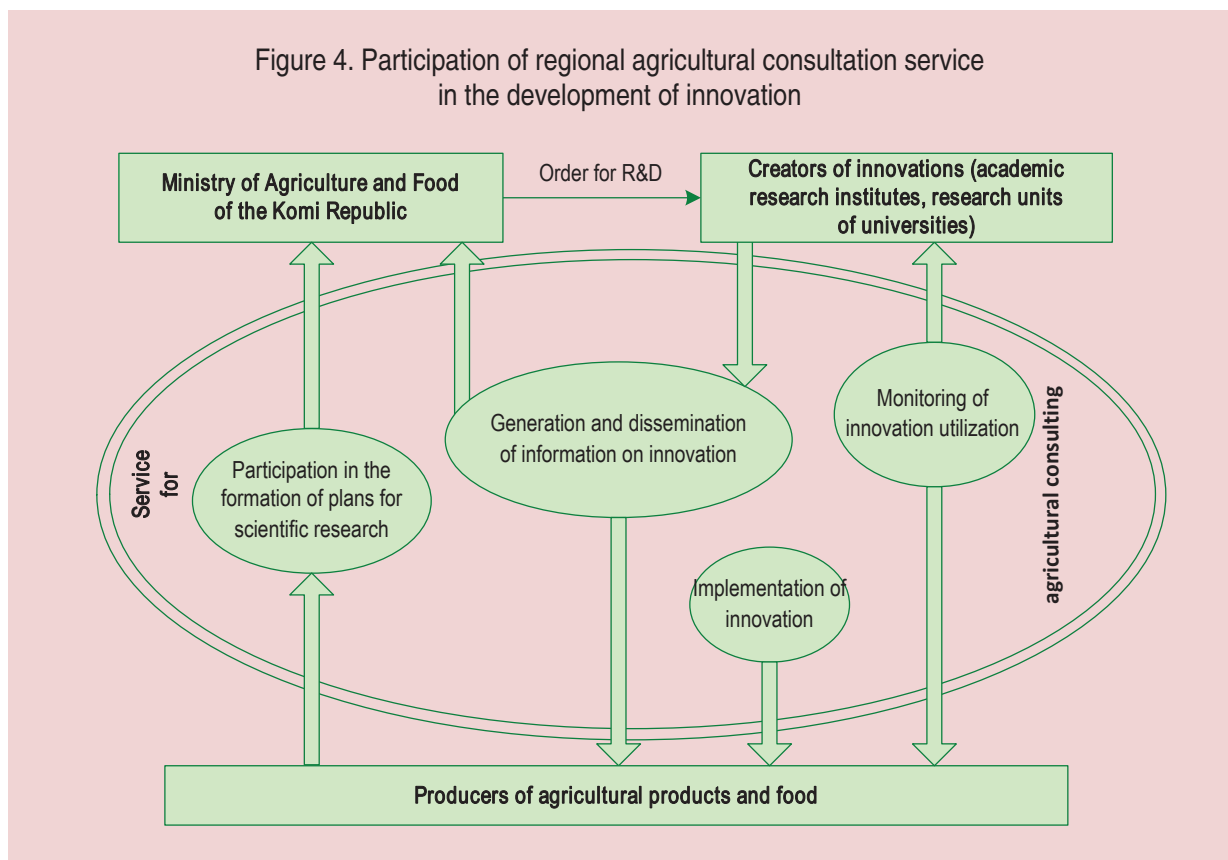 Figure 4. Participation of regional agricultural consultation service
in the development of innovation
Ministry of Agriculture and Food
of the Komi Republic
Order for R&D
Creators of innovations (academic
research institutes, research units
of universities)
Service
for
Participation in the
formation of plans for
scientific research
Generation and dissemination
of information on innovation
Monitoring of
innovation utilization
agricultural consulting
Implementation of
innovation
Producers of agricultural products and food